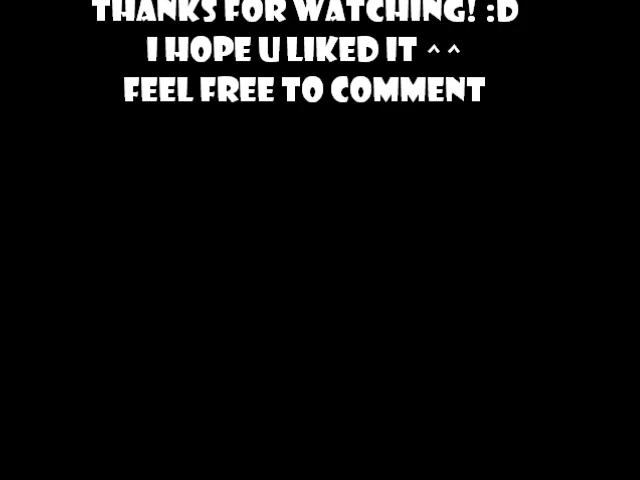 THANKS FOR WATCHING! :D
I HOPE U LIKED IT ^^
FEEL FREE TO COMMENT